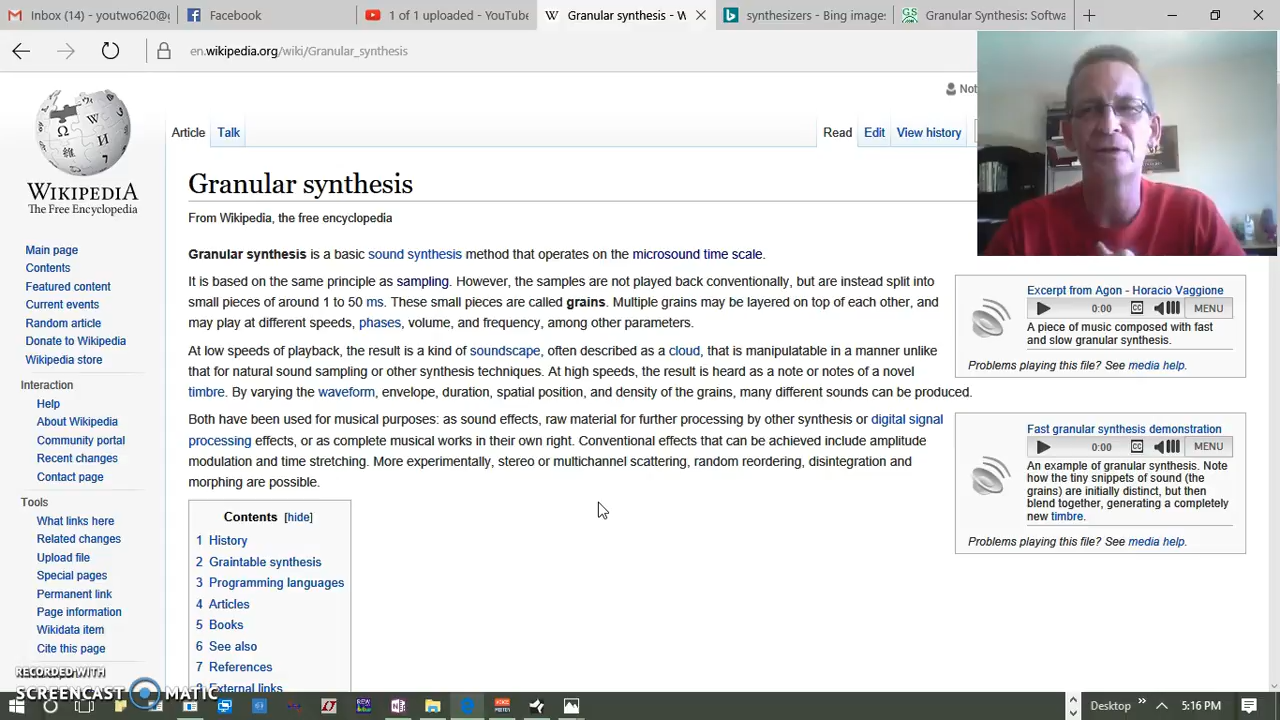 Inbox (14) - youtwo620@g
Facebook
1 of 1 uploaded - YouTube
W Granular synthesis - W
synthesizers - Bing images
GS Granular Synthesis: Softwa
en.wikipedia.org/wiki/Granular_synthesis
Not
WIKIPEDIA
The Free Encyclopedia
Article Talk
Read Edit View history
Granular synthesis
From Wikipedia, the free encyclopedia
Granular synthesis is a basic sound synthesis method that operates on the microsound time scale.
It is based on the same principle as sampling. However, the samples are not played back conventionally, but are instead split into
small pieces of around 1 to 50 ms. These small pieces are called grains. Multiple grains may be layered on top of each other, and
may play at different speeds, phases, volume, and frequency, among other parameters.
At low speeds of playback, the result is a kind of soundscape, often described as a cloud, that is manipulatable in a manner unlike
that for natural sound sampling or other synthesis techniques. At high speeds, the result is heard as a note or notes of a novel
timbre. By varying the waveform, envelope, duration, spatial position, and density of the grains, many different sounds can be produced.
Both have been used for musical purposes: as sound effects, raw material for further processing by other synthesis or digital signal
processing effects, or as complete musical works in their own right. Conventional effects that can be achieved include amplitude
modulation and time stretching. More experimentally, stereo or multichannel scattering, random reordering, disintegration and
morphing are possible.
Contents [hide]
1 History
2 Graintable synthesis
3 Programming languages
4 Articles
5 Books
6 See also
7 References
8 External links
Excerpt from Agon - Horacio Vaggione
0:00 CC MENU
A piece of music composed with fast
and slow granular synthesis.
Problems playing this file? See media help.
Fast granular synthesis demonstration
0:00 CC MENU
An example of granular synthesis. Note
how the tiny snippets of sound (the
grains) are initially distinct, but then
blend together, generating a completely
new timbre.
Problems playing this file? See media help.
Main page
Contents
Featured content
Current events
Random article
Donate to Wikipedia
Wikipedia store
Interaction
Help
About Wikipedia
Community portal
Recent changes
Contact page
Tools
What links here
Related changes
Upload file
Special pages
Permanent link
Page information
Wikidata item
Cite this page
RECORDED WITH
SCREENCAST MATIC
Desktop
5:16 PM